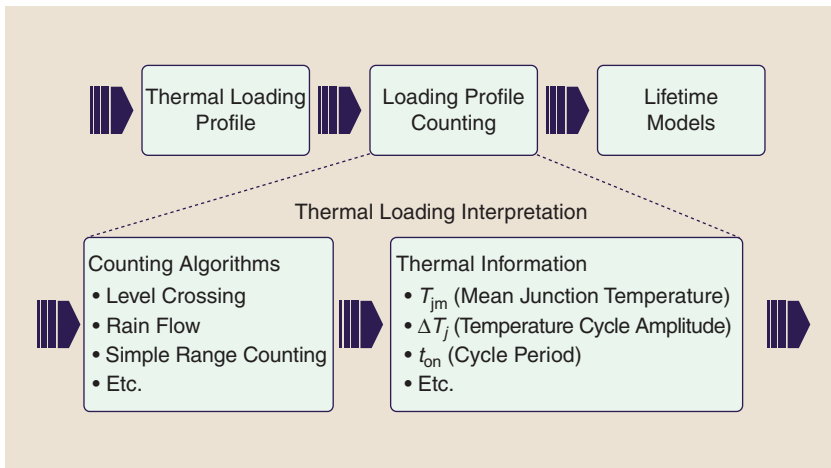 Thermal Loading
Profile
Loading Profile
Counting
Lifetime
Models
Thermal Loading Interpretation
Counting Algorithms
• Level Crossing
• Rain Flow
• Simple Range Counting
• Etc.
Thermal Information
• Tjm (Mean Junction Temperature)
• ΔTj (Temperature Cycle Amplitude)
• ton (Cycle Period)
• Etc.